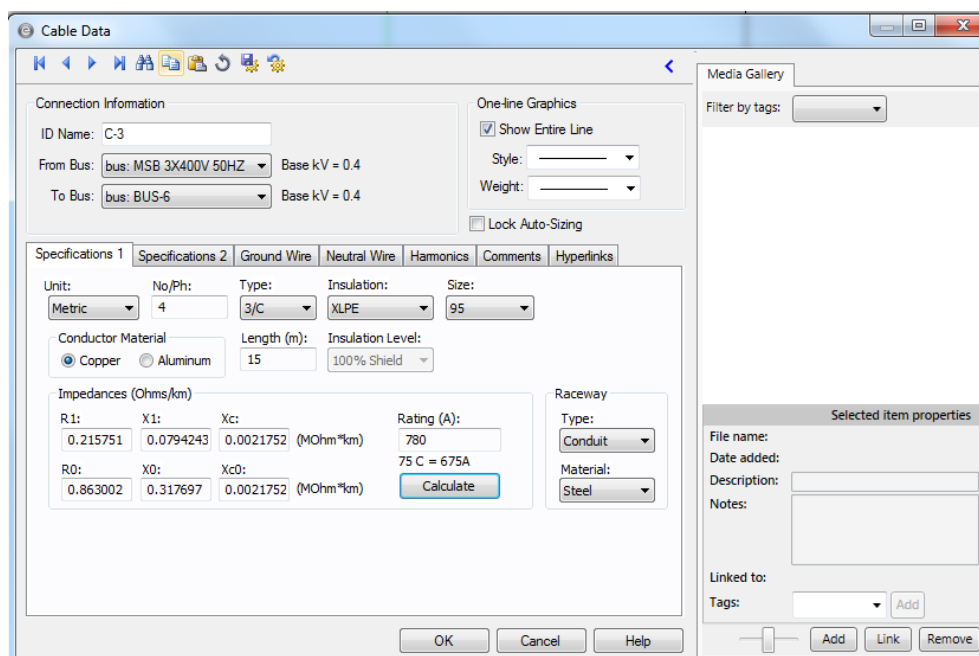 Cable Data
Connection Information
ID Name: C-3
From Bus: bus: MSB 3X400V 50HZ Base kV = 0.4
To Bus: bus: BUS-6 Base kV = 0.4
One-line Graphics
Show Entire Line
Style:
Weight:
Lock Auto-Sizing
Specifications 1 Specifications 2 Ground Wire Neutral Wire Harmonics Comments Hyperlinks
Unit: No/Ph: Type: Insulation: Size:
Metric 4 3/C XLPE 95
Conductor Material Length (m): Insulation Level:
Copper Aluminum 15 100% Shield
Impedances (Ohms/km)
R1: X1: Xc: Rating (A):
0.215751 0.0794243 0.0021752 (MOhm*km) 780
75 C = 675A
R0: X0: Xc0:
0.863002 0.317697 0.0021752 (MOhm*km) Calculate
Raceway
Type:
Conduit
Material:
Steel
OK Cancel Help
Media Gallery
Filter by tags:
Selected item properties
File name:
Date added:
Description:
Notes:
Linked to:
Tags: Add
Add Link Remove